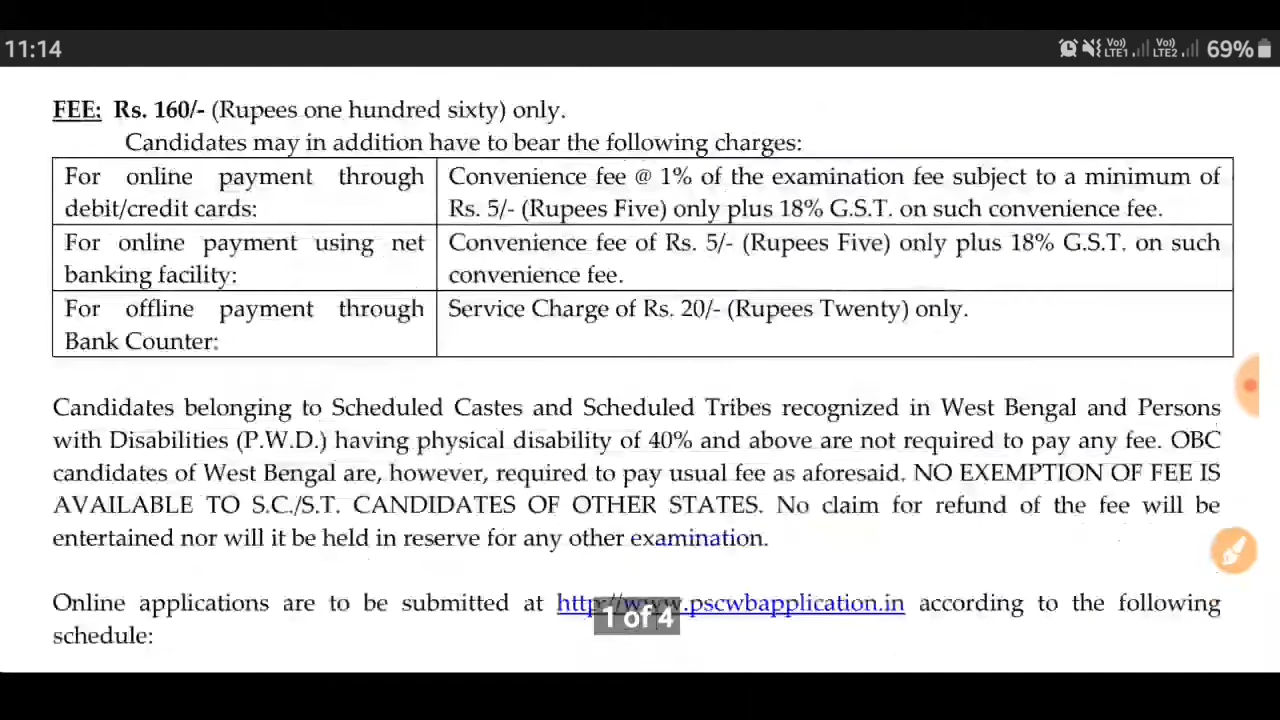 11:14
Vo)) LTE1 Vo)) LTE2 69%
FEE: Rs. 160/- (Rupees one hundred sixty) only.
Candidates may in addition have to bear the following charges:
For online payment through debit/credit cards:
Convenience fee @ 1% of the examination fee subject to a minimum of
Rs. 5/- (Rupees Five) only plus 18% G.S.T. on such convenience fee.
For online payment using net banking facility:
Convenience fee of Rs. 5/- (Rupees Five) only plus 18% G.S.T. on such
convenience fee.
For offline payment through
Bank Counter:
Service Charge of Rs. 20/- (Rupees Twenty) only.
Candidates belonging to Scheduled Castes and Scheduled Tribes recognized in West Bengal and Persons
with Disabilities (P.W.D.) having physical disability of 40% and above are not required to pay any fee. OBC
candidates of West Bengal are, however, required to pay usual fee as aforesaid. NO EXEMPTION OF FEE IS
AVAILABLE TO S.C./S.T. CANDIDATES OF OTHER STATES. No claim for refund of the fee will be
entertained nor will it be held in reserve for any other examination.
Online applications are to be submitted at http://www.pscwbapplication.in according to the following
1 of 4
schedule: